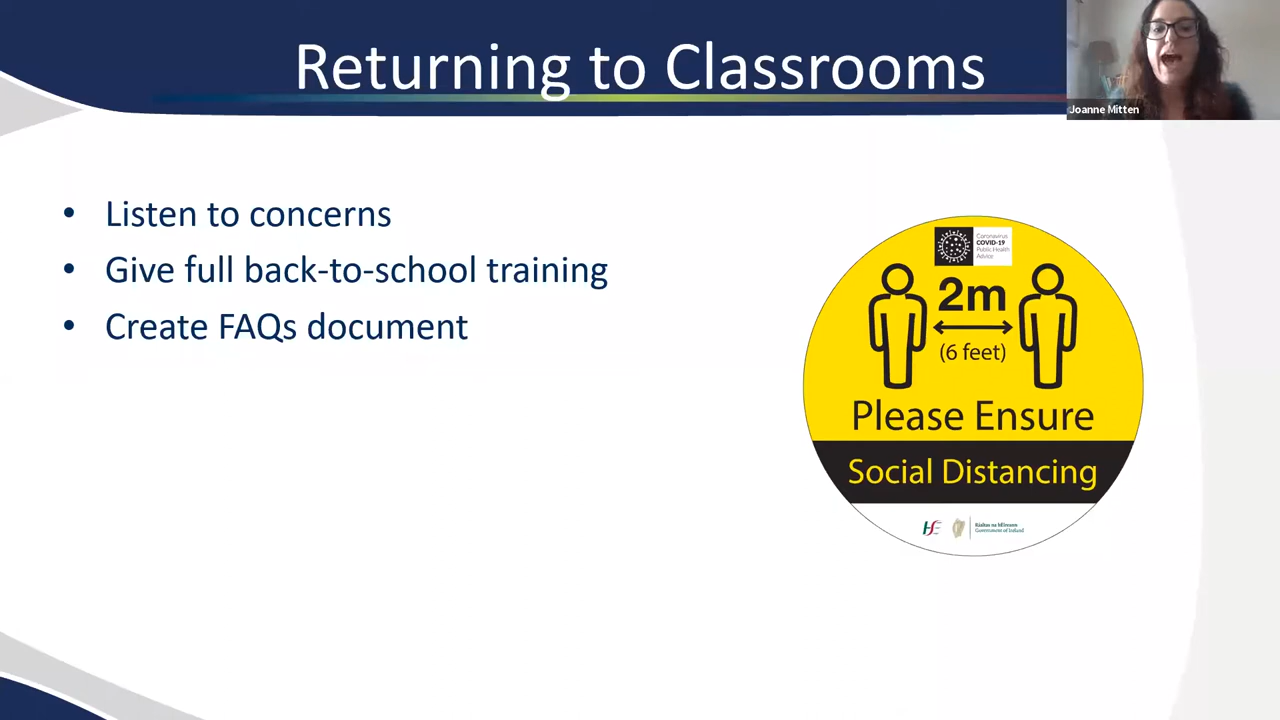 Returning to Classrooms
Joanne Mitten
• Listen to concerns
• Give full back-to-school training
• Create FAQs document
Coronavirus
COVID-19
Public Health
Advice
2m
(6 feet)
Please Ensure
Social Distancing
Rialtas na hÉireann
Government of Ireland